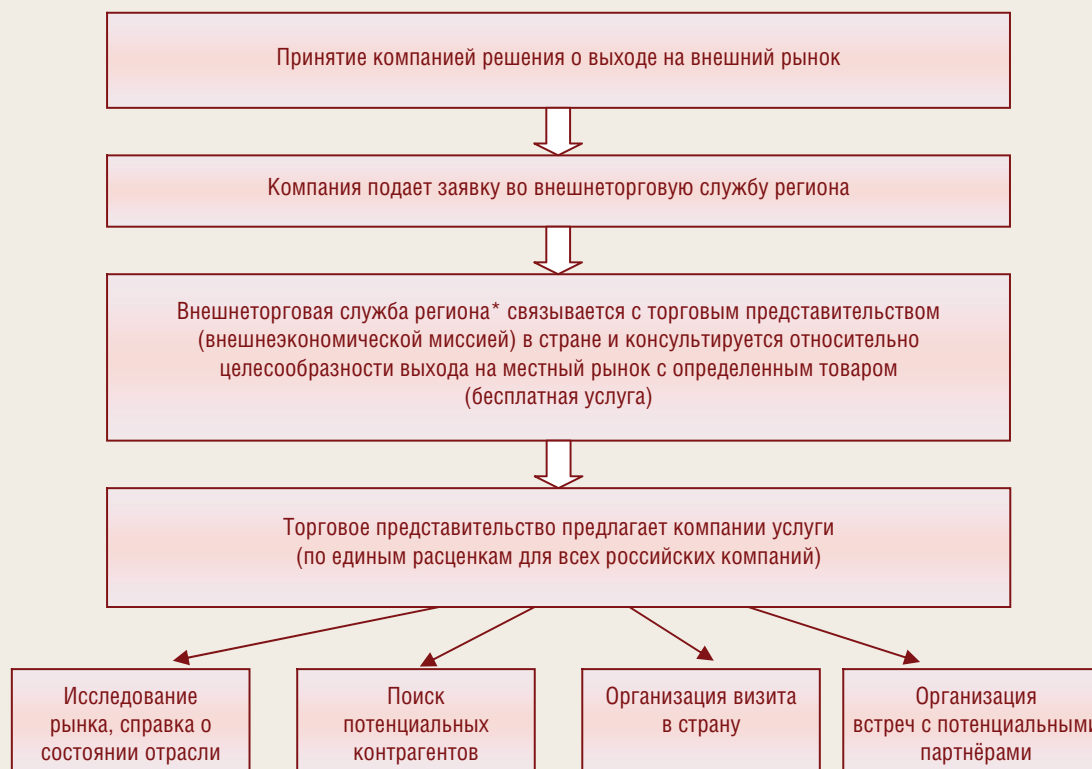 Принятие компанией решения о выходе на внешний рынок
Компания подает заявку во внешнеторговую службу региона
Внешнеторговая служба региона* связывается с торговым представительством
(внешнеэкономической миссией) в стране и консультируется относительно
целесообразности выхода на местный рынок с определенным товаром
(бесплатная услуга)
Торговое представительство предлагает компании услуги
(по единым расценкам для всех российских компаний)
Исследование
рынка, справка о
состоянии отрасли
Поиск
потенциальных
контрагентов
Организация визита
в страну
Организация
встреч с потенциальными
партнёрами